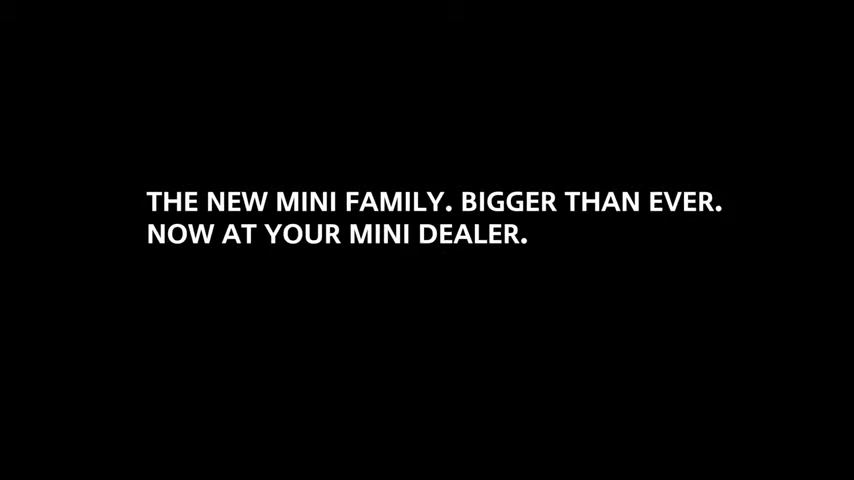 THE NEW MINI FAMILY. BIGGER THAN EVER.
NOW AT YOUR MINI DEALER.